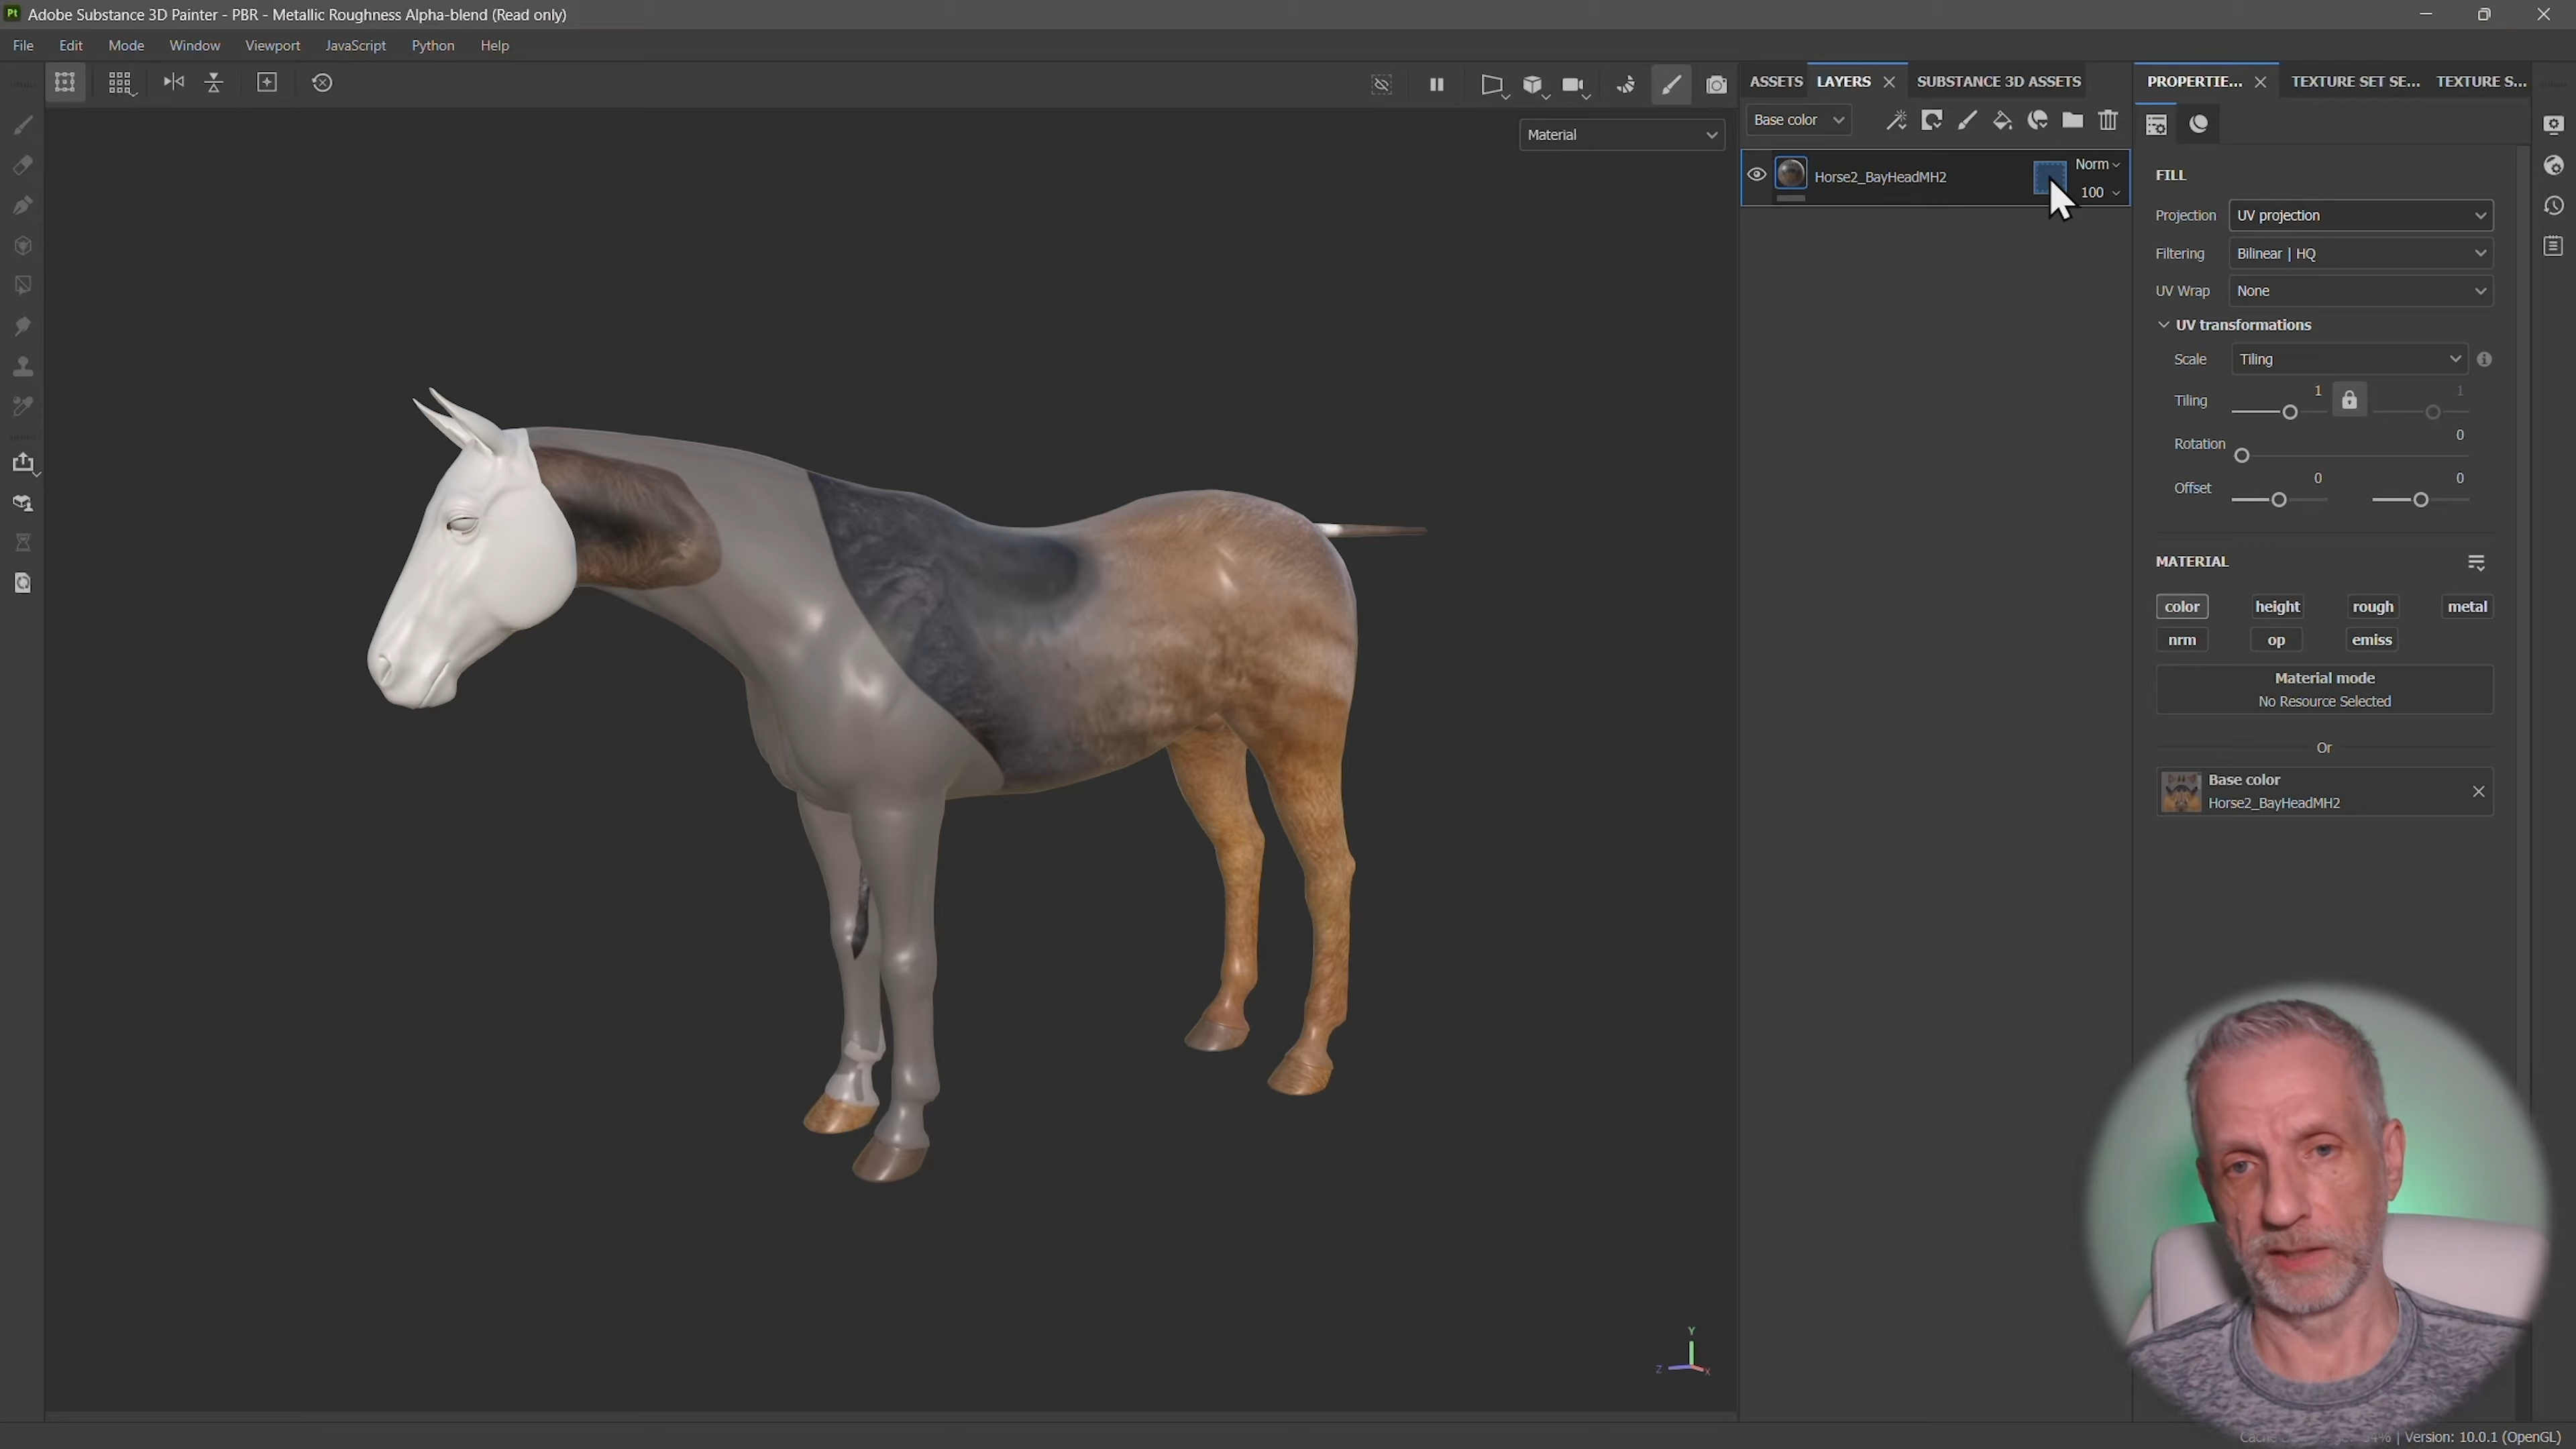 Pt Adobe Substance 3D Painter - PBR - Metallic Roughness Alpha-blend (Read only)
File Edit Mode Window Viewport JavaScript Python Help
Material
ASSETS LAYERS SUBSTANCE 3D ASSETS
Base color
Horse2_BayHeadMH2
Norm
100
PROPERTIE... TEXTURE SET SE... TEXTURE S...
FILL
Projection UV projection
Filtering Bilinear | HQ
UV Wrap None
UV transformations
Scale Tiling
Tiling 1 1
Rotation 0
Offset 0 0
MATERIAL
color height rough metal
nrm op emiss
Material mode
No Resource Selected
Or
Base color
Horse2_BayHeadMH2
Y
Z X
| Version: 10.0.1 (OpenGL)